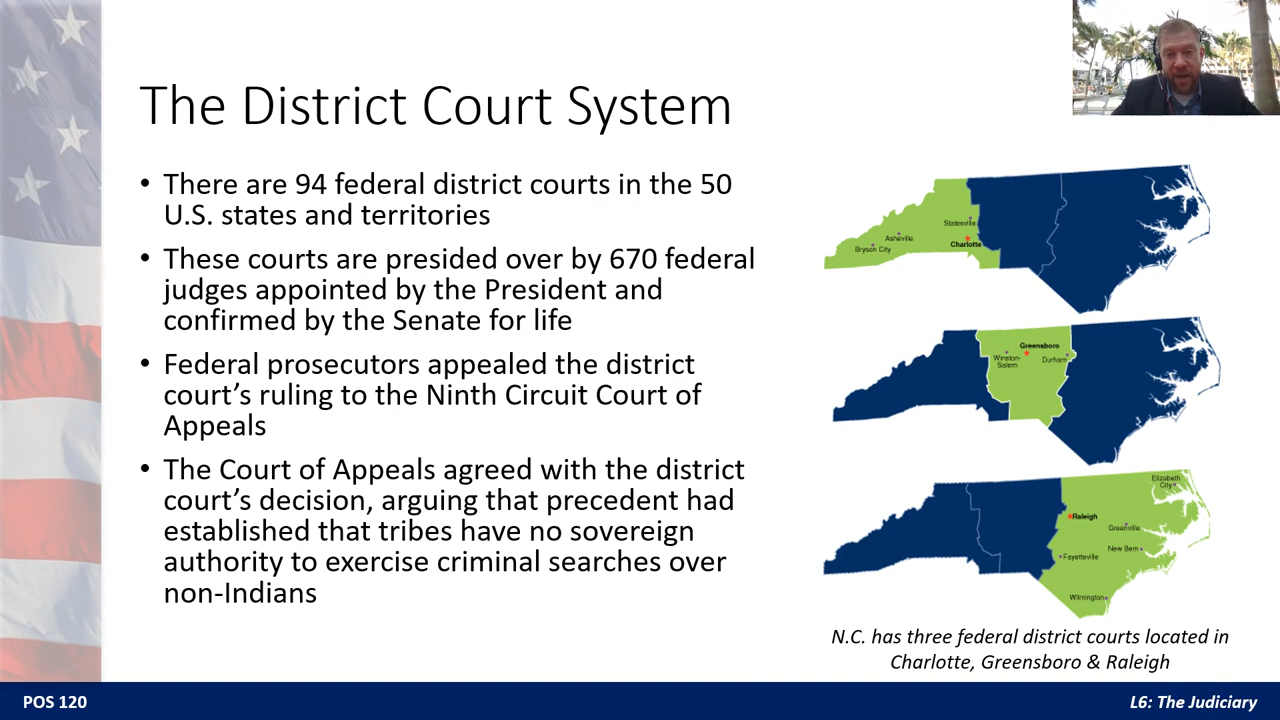 The District Court System
• There are 94 federal district courts in the 50
U.S. states and territories
• These courts are presided over by 670 federal
judges appointed by the President and
confirmed by the Senate for life
• Federal prosecutors appealed the district
court’s ruling to the Ninth Circuit Court of
Appeals
• The Court of Appeals agreed with the district
court’s decision, arguing that precedent had
established that tribes have no sovereign
authority to exercise criminal searches over
non-Indians
Statesville
Asheville
Charlotte
Bryson City
Greensboro
Winston-
Salem
Durham
Elizabeth
City
Raleigh
Greenville
New Bern
Fayetteville
Wilmington
N.C. has three federal district courts located in
Charlotte, Greensboro & Raleigh
POS 120
L6: The Judiciary